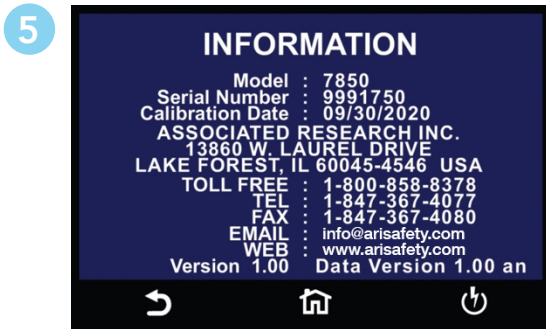 5
INFORMATION
Model : 7850
Serial Number : 9991750
Calibration Date : 09/30/2020
ASSOCIATED RESEARCH INC.
13860 W. LAUREL DRIVE
LAKE FOREST, IL 60045-4546 USA
TOLL FREE : 1-800-858-8378
TEL : 1-847-367-4077
FAX : 1-847-367-4080
EMAIL : info@arisafety.com
WEB : www.arisafety.com
Version 1.00 Data Version 1.00 an